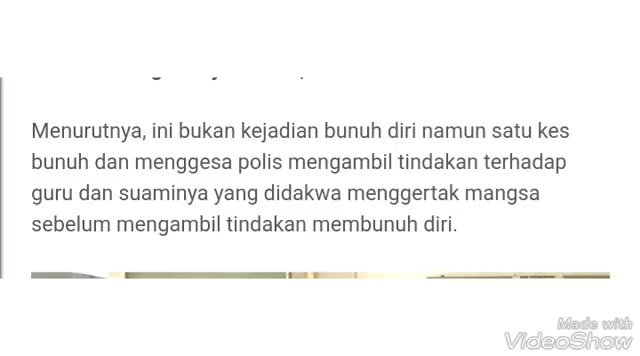 Menurutnya, ini bukan kejadian bunuh diri namun satu kes
bunuh dan menggesa polis mengambil tindakan terhadap
guru dan suaminya yang didakwa menggertak mangsa
sebelum mengambil tindakan membunuh diri.
Made with
VideoShow